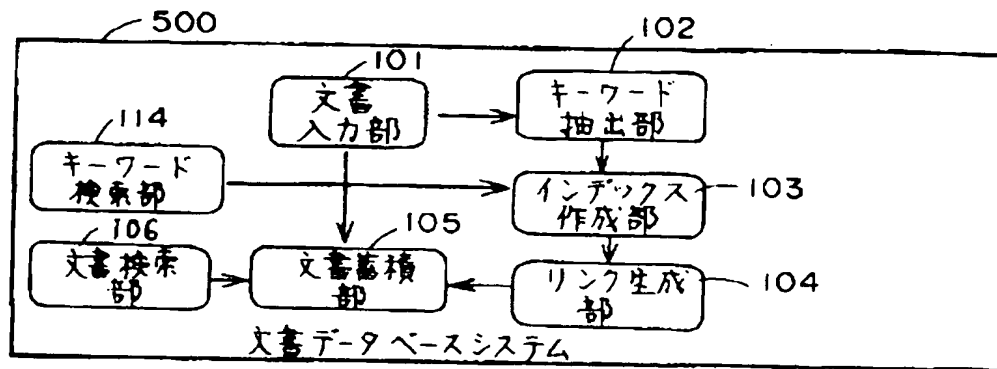 500
102
101
文書
入力部
キーワード
抽出部
114
キーワード
検索部
インデックス
作成部
103
106
文書検索
部
105
文書蓄積
部
リンク生成
部
104
文書データベースシステム